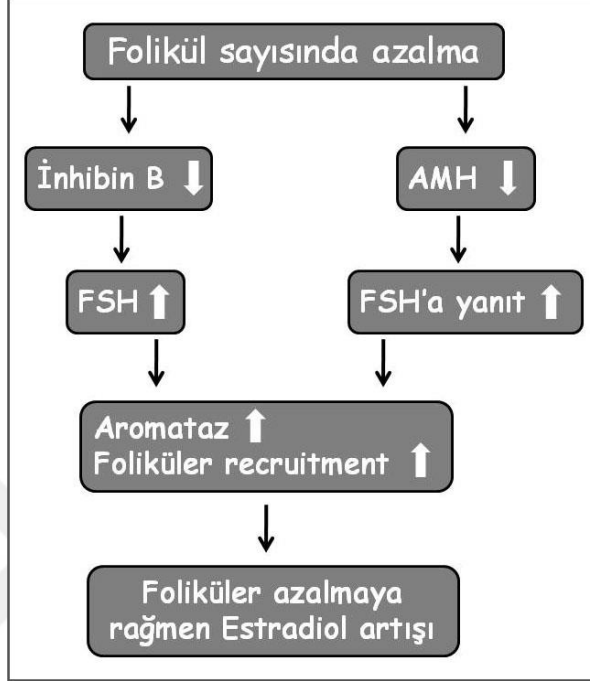 Folikül sayısında azalma
İnhibin B ⬇
AMH ⬇
FSH ⬆
FSH'a yanıt ⬆
Aromataz ⬆
Foliküler recruitment ⬆
Foliküler azalmaya
rağmen Estradiol artışı